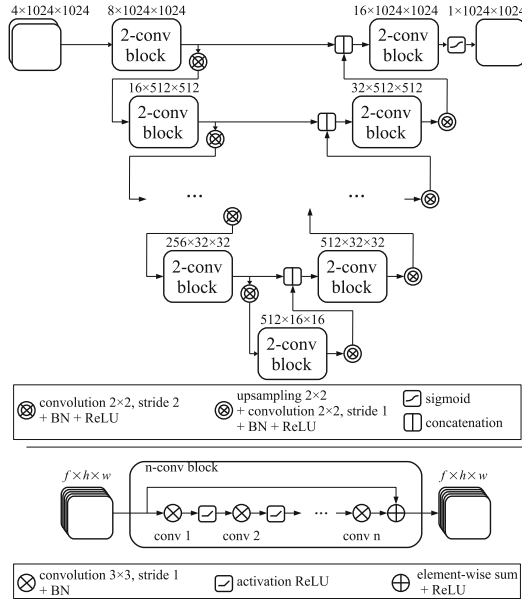 4×1024×1024
8×1024×1024
16×1024×1024
1×1024×1024
2-conv
block
2-conv
block
16×512×512
32×512×512
2-conv
block
2-conv
block
...
...
256×32×32
512×32×32
2-conv
block
2-conv
block
512×16×16
2-conv
block
convolution 2×2, stride 2
+ BN + ReLU
upsampling 2×2
+ convolution 2×2, stride 1
+ BN + ReLU
sigmoid
concatenation
f×h×w
n-conv block
f×h×w
...
conv 1
conv 2
conv n
convolution 3×3, stride 1
+ BN
activation ReLU
element-wise sum
+ ReLU